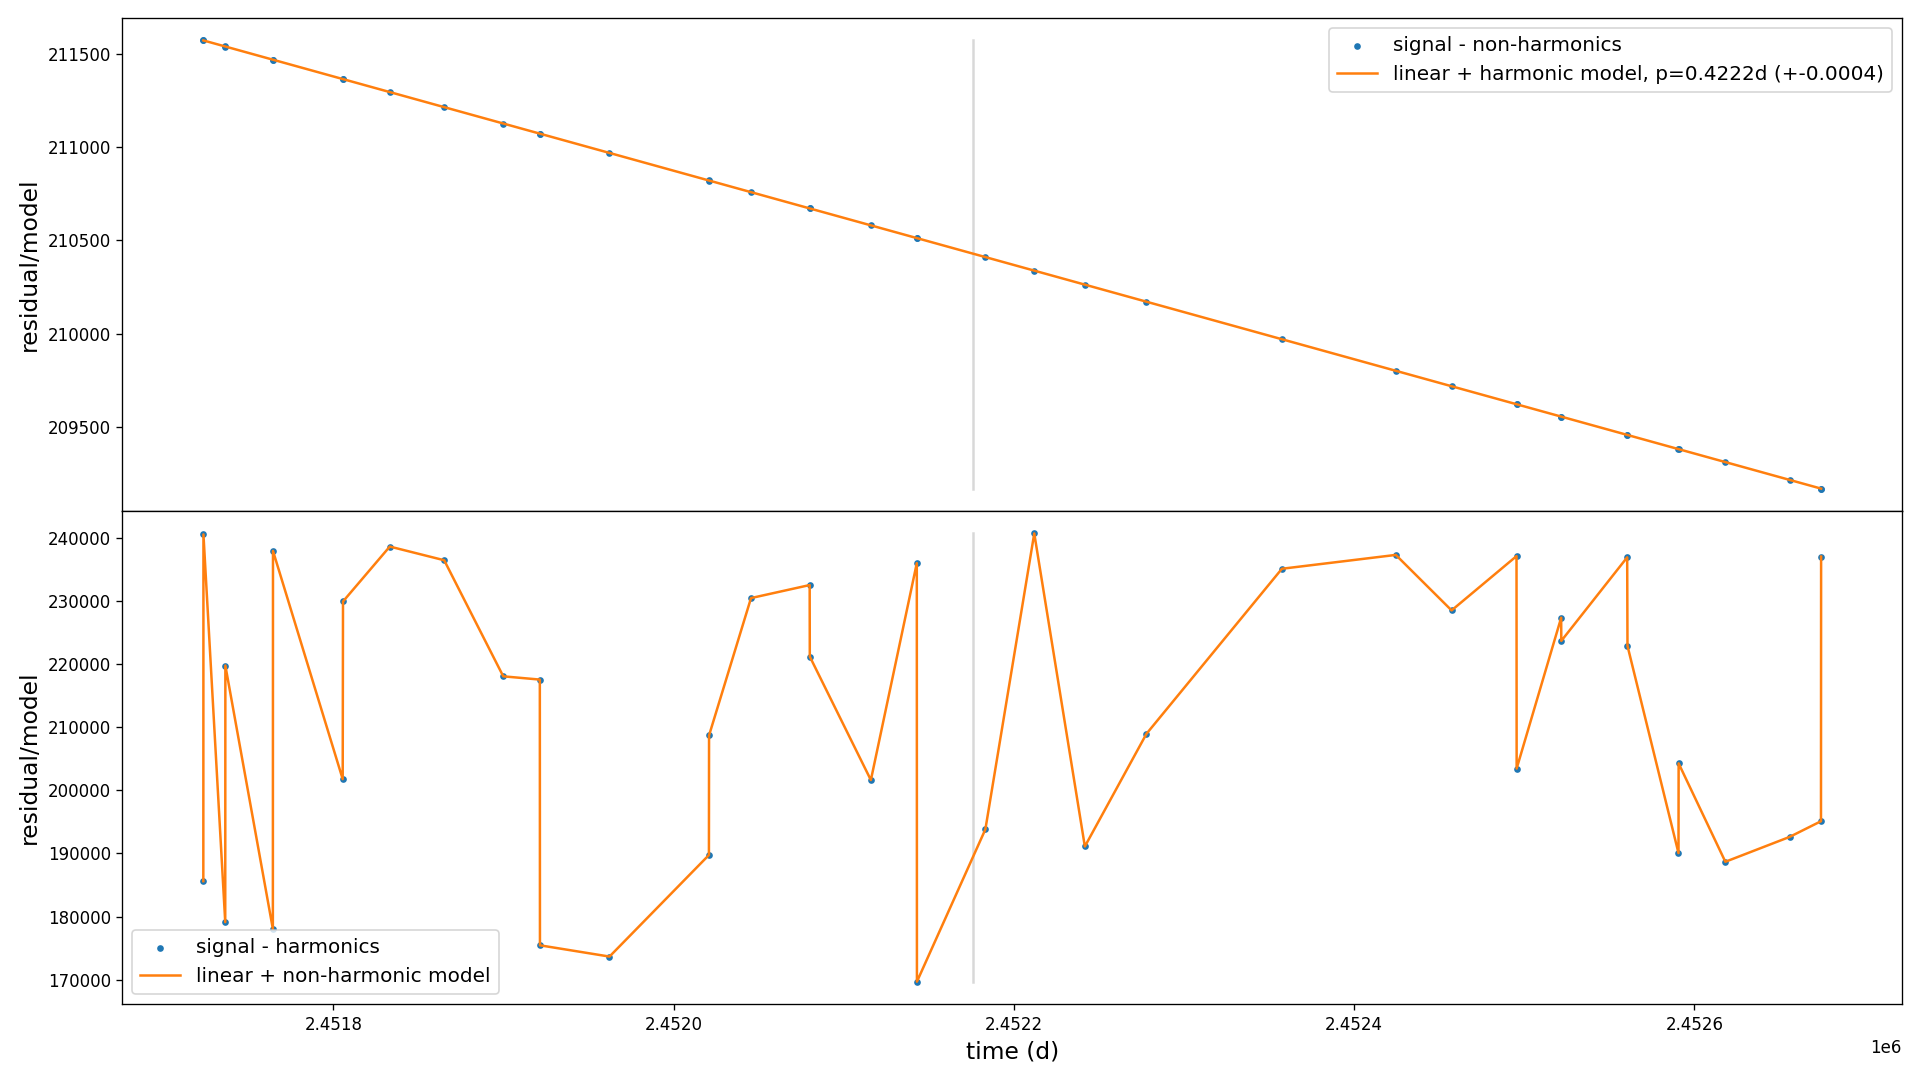 211500
211000
210500
210000
209500
residual/model
signal - non-harmonics
linear + harmonic model, p=0.4222d (+-0.0004)
240000
230000
220000
210000
200000
190000
180000
170000
residual/model
signal - harmonics
linear + non-harmonic model
2.4518
2.4520
2.4522
2.4524
2.4526
1e6
time (d)